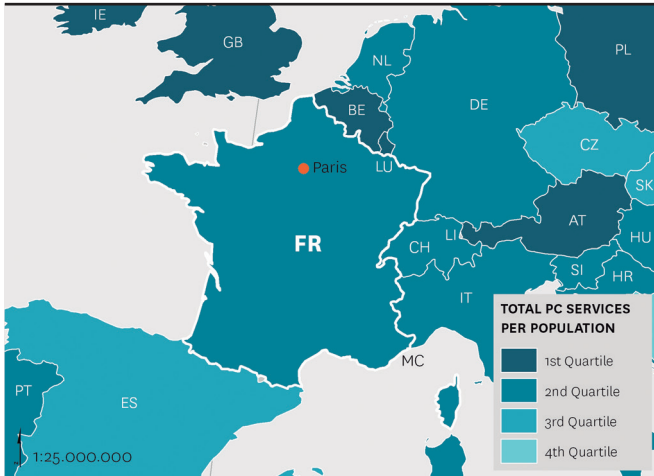 IE
GB
NL
PL
BE
DE
CZ
Paris
LU
SK
AT
FR
LI
CH
HU
SI
HR
IT
MC
PT
ES
1:25.000.000
TOTAL PC SERVICES
PER POPULATION
1st Quartile
2nd Quartile
3rd Quartile
4th Quartile